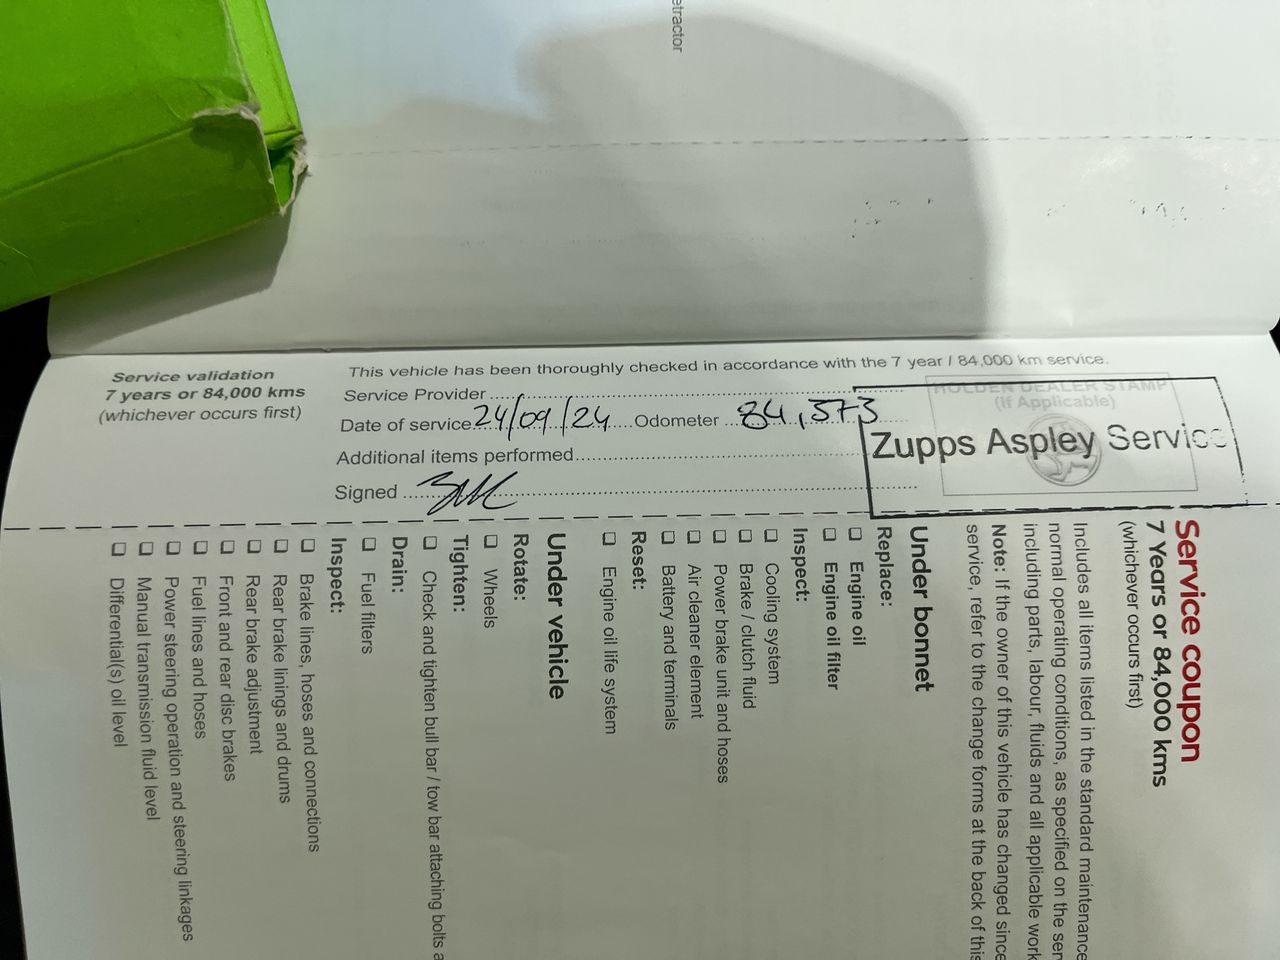 etractor
Service validation
7 years or 84,000 kms
(whichever occurs first)
This vehicle has been thoroughly checked in accordance with the 7 year / 84,000 km service.
Service Provider
Date of service 24/09/24 Odometer 84,373
Additional items performed
Signed
HOLDEN DEALER STAMP
(If Applicable)
Zupps Aspley Service
Service coupon
7 Years or 84,000 kms
(whichever occurs first)
Includes all items listed in the standard maintenance
normal operating conditions, as specified on the ser
including parts, labour, fluids and all applicable work
Note: If the owner of this vehicle has changed since
service, refer to the change forms at the back of this
Under bonnet
Replace:
❑ Engine oil
❑ Engine oil filter
Inspect:
❑ Cooling system
❑ Brake / clutch fluid
❑ Power brake unit and hoses
❑ Air cleaner element
❑ Battery and terminals
Reset:
❑ Engine oil life system
Under vehicle
Rotate:
❑ Wheels
Tighten:
❑ Check and tighten bull bar / tow bar attaching bolts a
Drain:
❑ Fuel filters
Inspect:
❑ Brake lines, hoses and connections
❑ Rear brake linings and drums
❑ Rear brake adjustment
❑ Front and rear disc brakes
❑ Fuel lines and hoses
❑ Power steering operation and steering linkages
❑ Manual transmission fluid level
❑ Differential(s) oil level